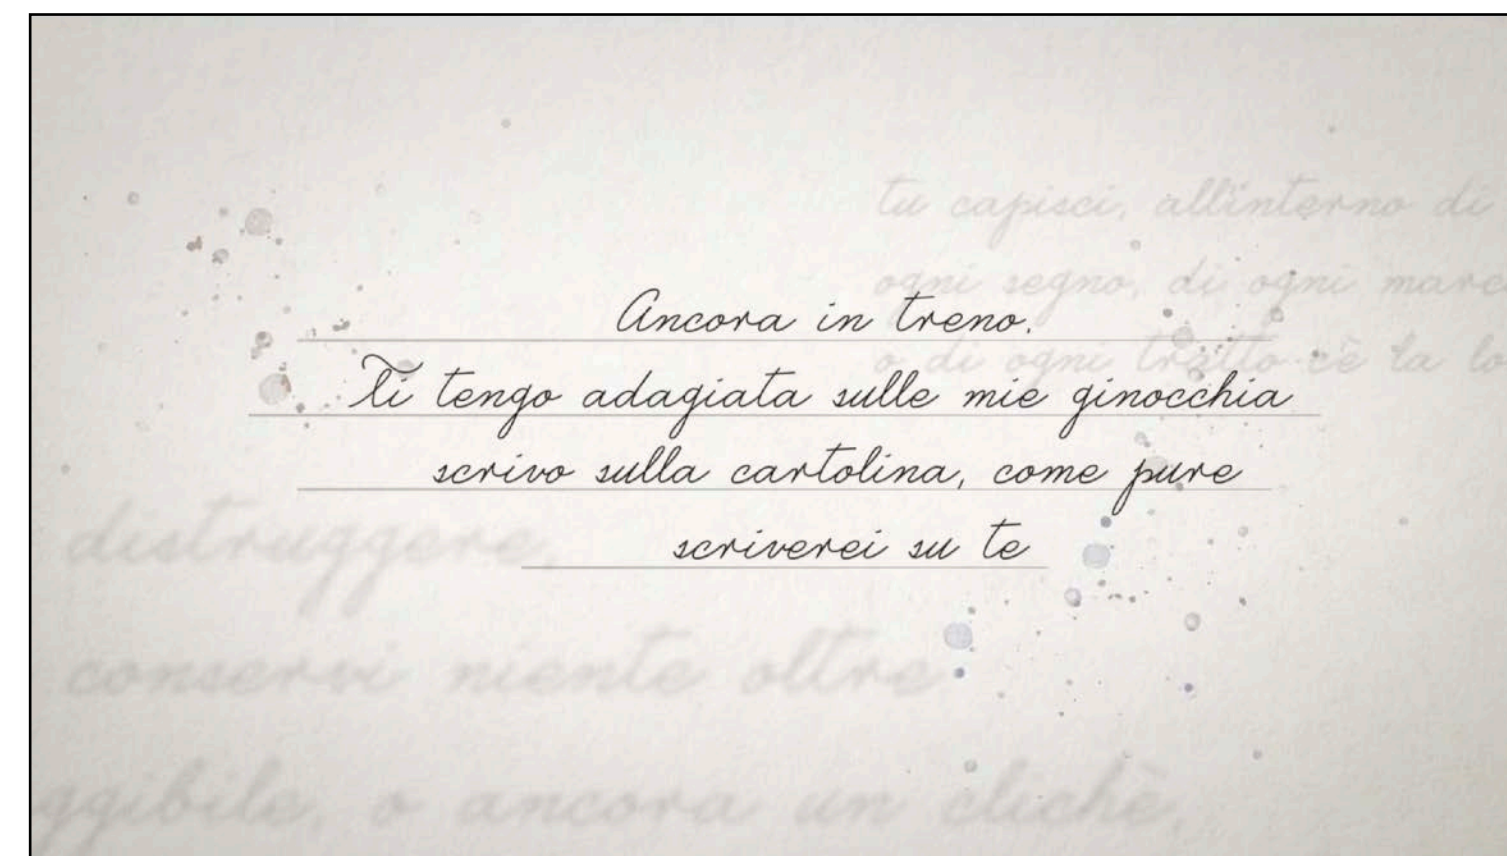 tu capisci, all'interno di
ogni segno, di ogni marc
o di ogni tratto c'è la lo
Ancora in treno.
Ti tengo adagiata sulle mie ginocchia
scrivo sulla cartolina, come pure
scriverei su te
distruggere,
conservi niente oltre
ggibile, o ancora un clichè,